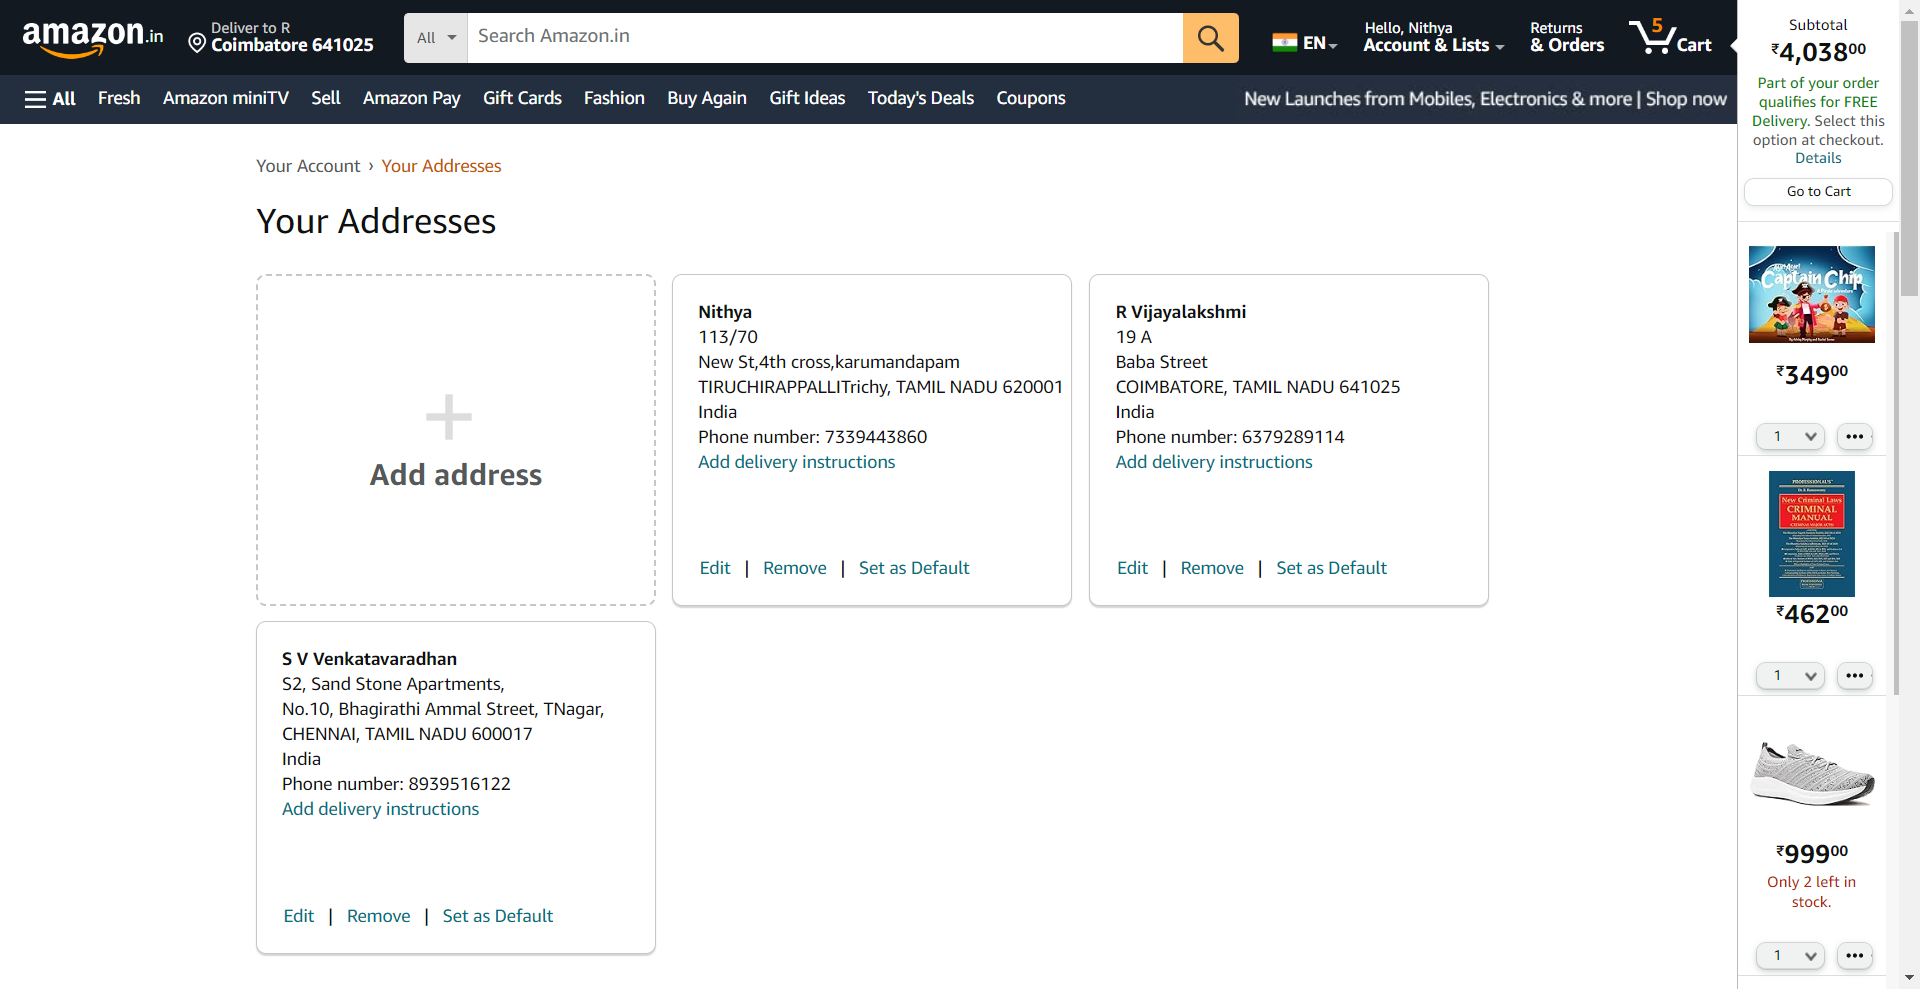 amazon.in
Deliver to R
Coimbatore 641025
All
Search Amazon.in
EN
Hello, Nithya
Account & Lists
Returns
& Orders
5
Cart
All
Fresh
Amazon miniTV
Sell
Amazon Pay
Gift Cards
Fashion
Buy Again
Gift Ideas
Today's Deals
Coupons
New Launches from Mobiles, Electronics & more | Shop now
Your Account › Your Addresses
Your Addresses
Add address
Nithya
113/70
New St,4th cross,karumandapam
TIRUCHIRAPPALLITrichy, TAMIL NADU 620001
India
Phone number: 7339443860
Add delivery instructions
Edit | Remove | Set as Default
R Vijayalakshmi
19 A
Baba Street
COIMBATORE, TAMIL NADU 641025
India
Phone number: 6379289114
Add delivery instructions
Edit | Remove | Set as Default
S V Venkatavaradhan
S2, Sand Stone Apartments,
No.10, Bhagirathi Ammal Street, TNagar,
CHENNAI, TAMIL NADU 600017
India
Phone number: 8939516122
Add delivery instructions
Edit | Remove | Set as Default
Subtotal
₹4,03800
Part of your order
qualifies for FREE
Delivery. Select this
option at checkout.
Details
Go to Cart
Captain Chip
₹34900
1
PROFESSIONAL'S
New Criminal Laws
CRIMINAL
MANUAL
₹46200
1
₹99900
Only 2 left in
stock.
1